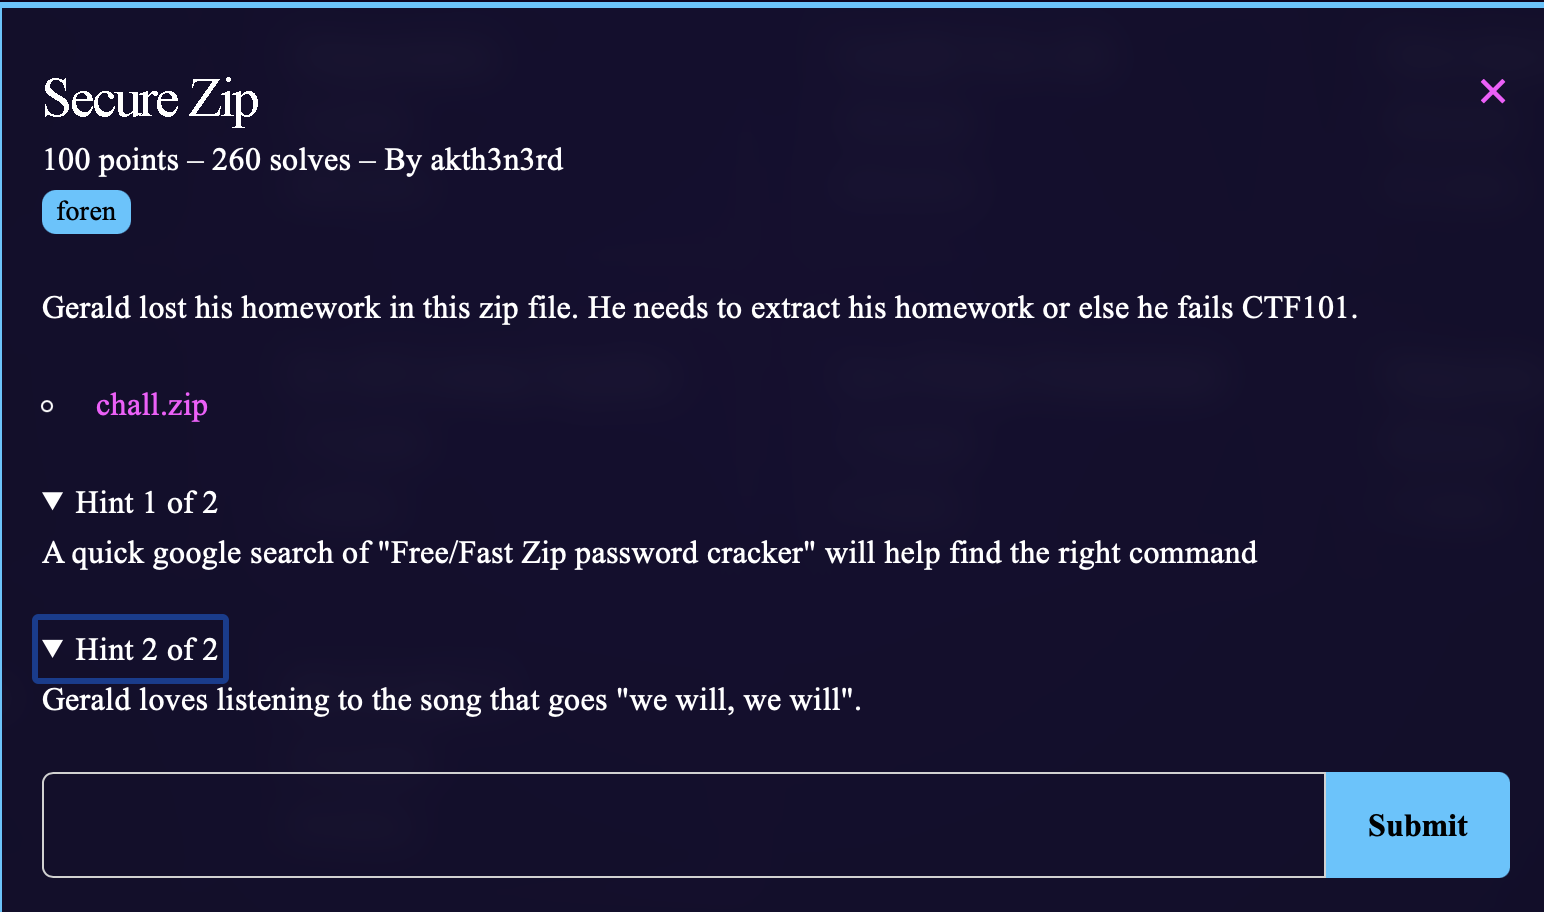 Secure Zip
100 points – 260 solves – By akth3n3rd
foren
Gerald lost his homework in this zip file. He needs to extract his homework or else he fails CTF101.
chall.zip
Hint 1 of 2
A quick google search of "Free/Fast Zip password cracker" will help find the right command
Hint 2 of 2
Gerald loves listening to the song that goes "we will, we will".
Submit